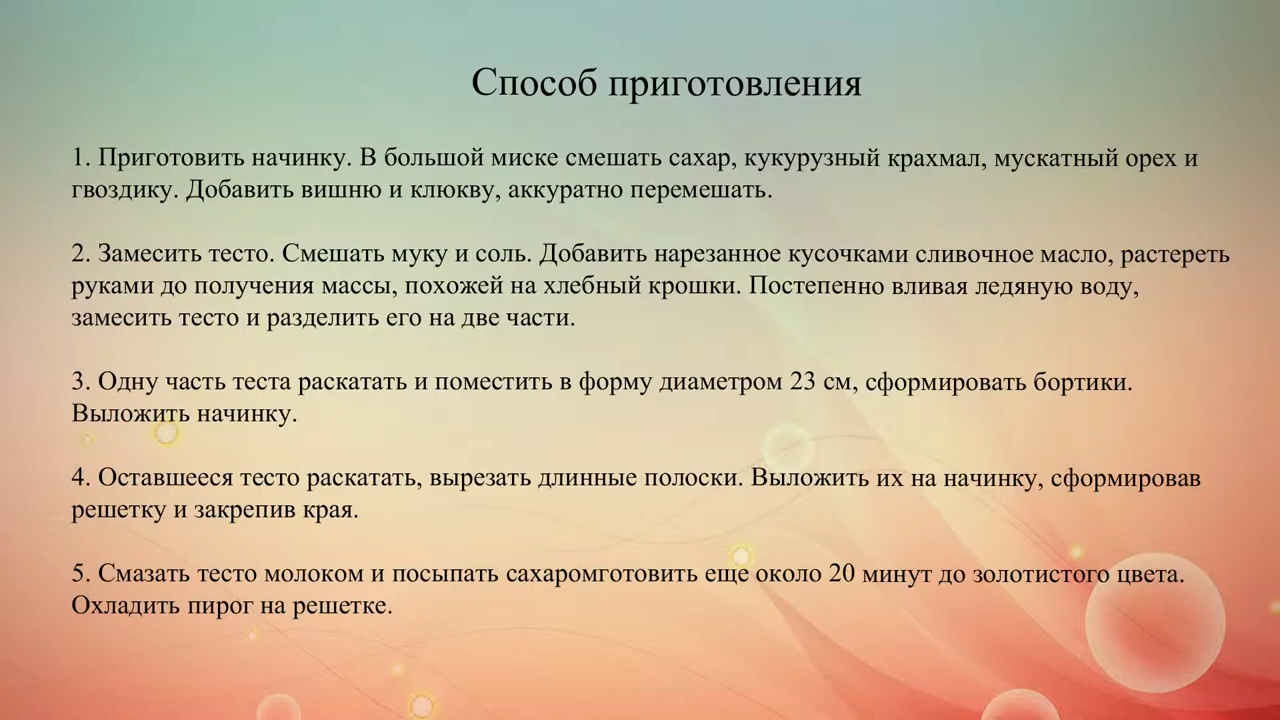 Способ приготовления
1. Приготовить начинку. В большой миске смешать сахар, кукурузный крахмал, мускатный орех и
гвоздику. Добавить вишню и клюкву, аккуратно перемешать.
2. Замесить тесто. Смешать муку и соль. Добавить нарезанное кусочками сливочное масло, растереть
руками до получения массы, похожей на хлебный крошки. Постепенно вливая ледяную воду,
замесить тесто и разделить его на две части.
3. Одну часть теста раскатать и поместить в форму диаметром 23 см, сформировать бортики.
Выложить начинку.
4. Оставшееся тесто раскатать, вырезать длинные полоски. Выложить их на начинку, сформировав
решетку и закрепив края.
5. Смазать тесто молоком и посыпать сахаромготовить еще около 20 минут до золотистого цвета.
Охладить пирог на решетке.